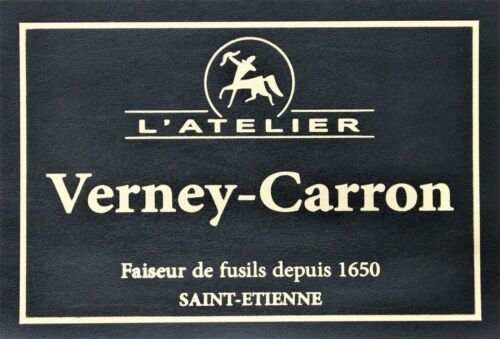 L'ATELIER
Verney-Carron
Faiseur de fusils depuis 1650
SAINT-ETIENNE